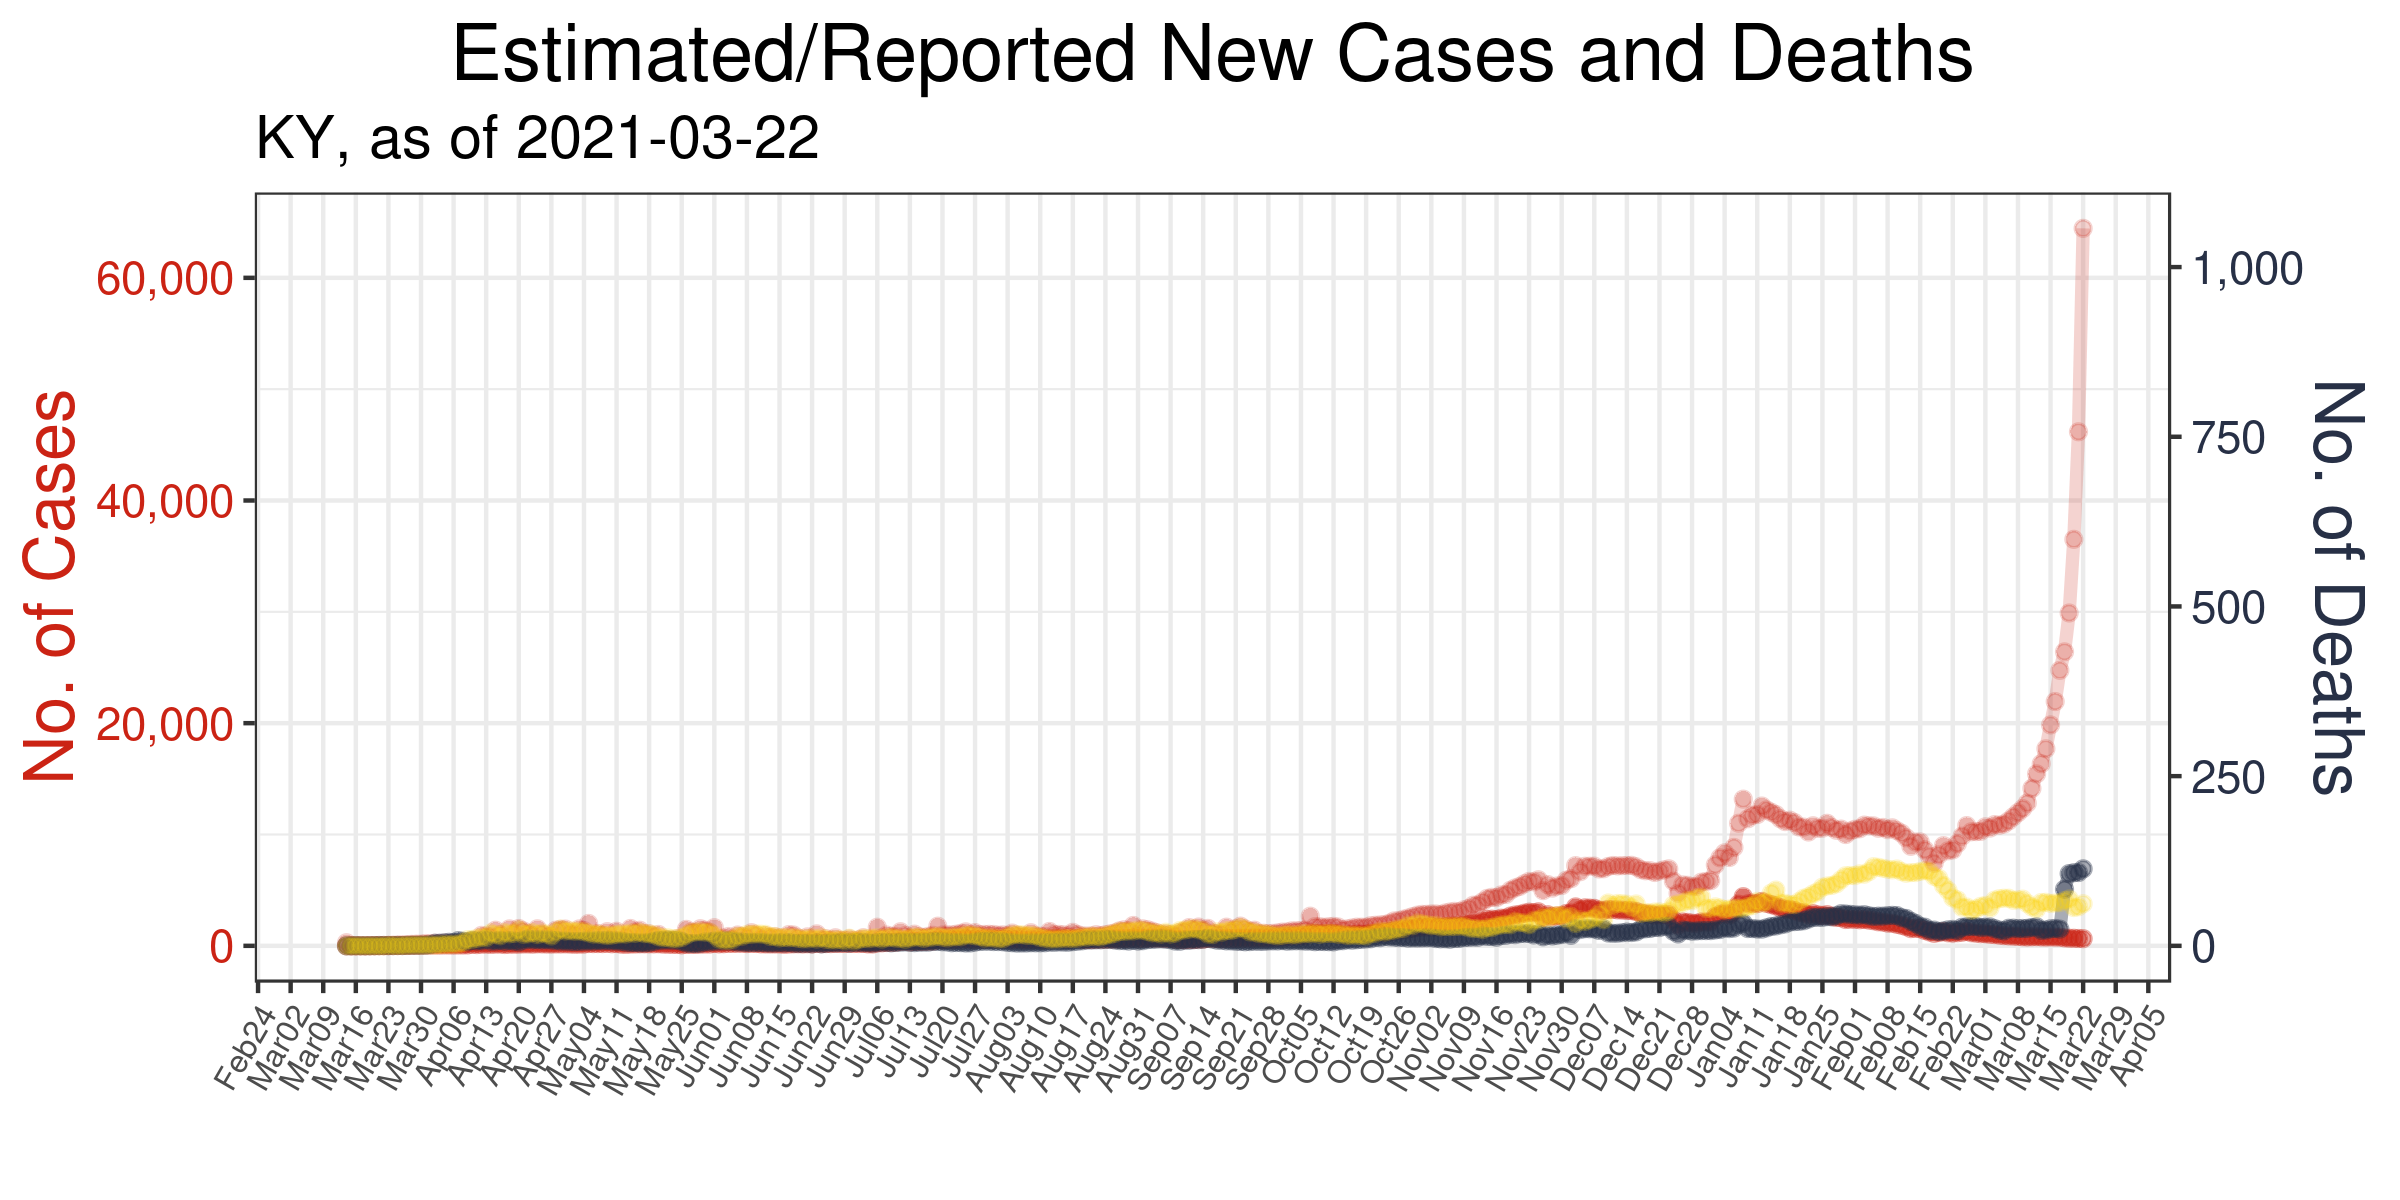 Estimated/Reported New Cases and Deaths
KY, as of 2021-03-22
No. of Cases
60,000
40,000
20,000
0
1,000
750
500
250
0
No. of Deaths
Feb24 Mar02 Mar09 Mar16 Mar23 Mar30 Apr06 Apr13 Apr20 Apr27 May04 May11 May18 May25 Jun01 Jun08 Jun15 Jun22 Jun29 Jul06 Jul13 Jul20 Jul27 Aug03 Aug10 Aug17 Aug24 Aug31 Sep07 Sep14 Sep21 Sep28 Oct05 Oct12 Oct19 Oct26 Nov02 Nov09 Nov16 Nov23 Nov30 Dec07 Dec14 Dec21 Dec28 Jan04 Jan11 Jan18 Jan25 Feb01 Feb08 Feb15 Feb22 Mar01 Mar08 Mar15 Mar22 Mar29 Apr05